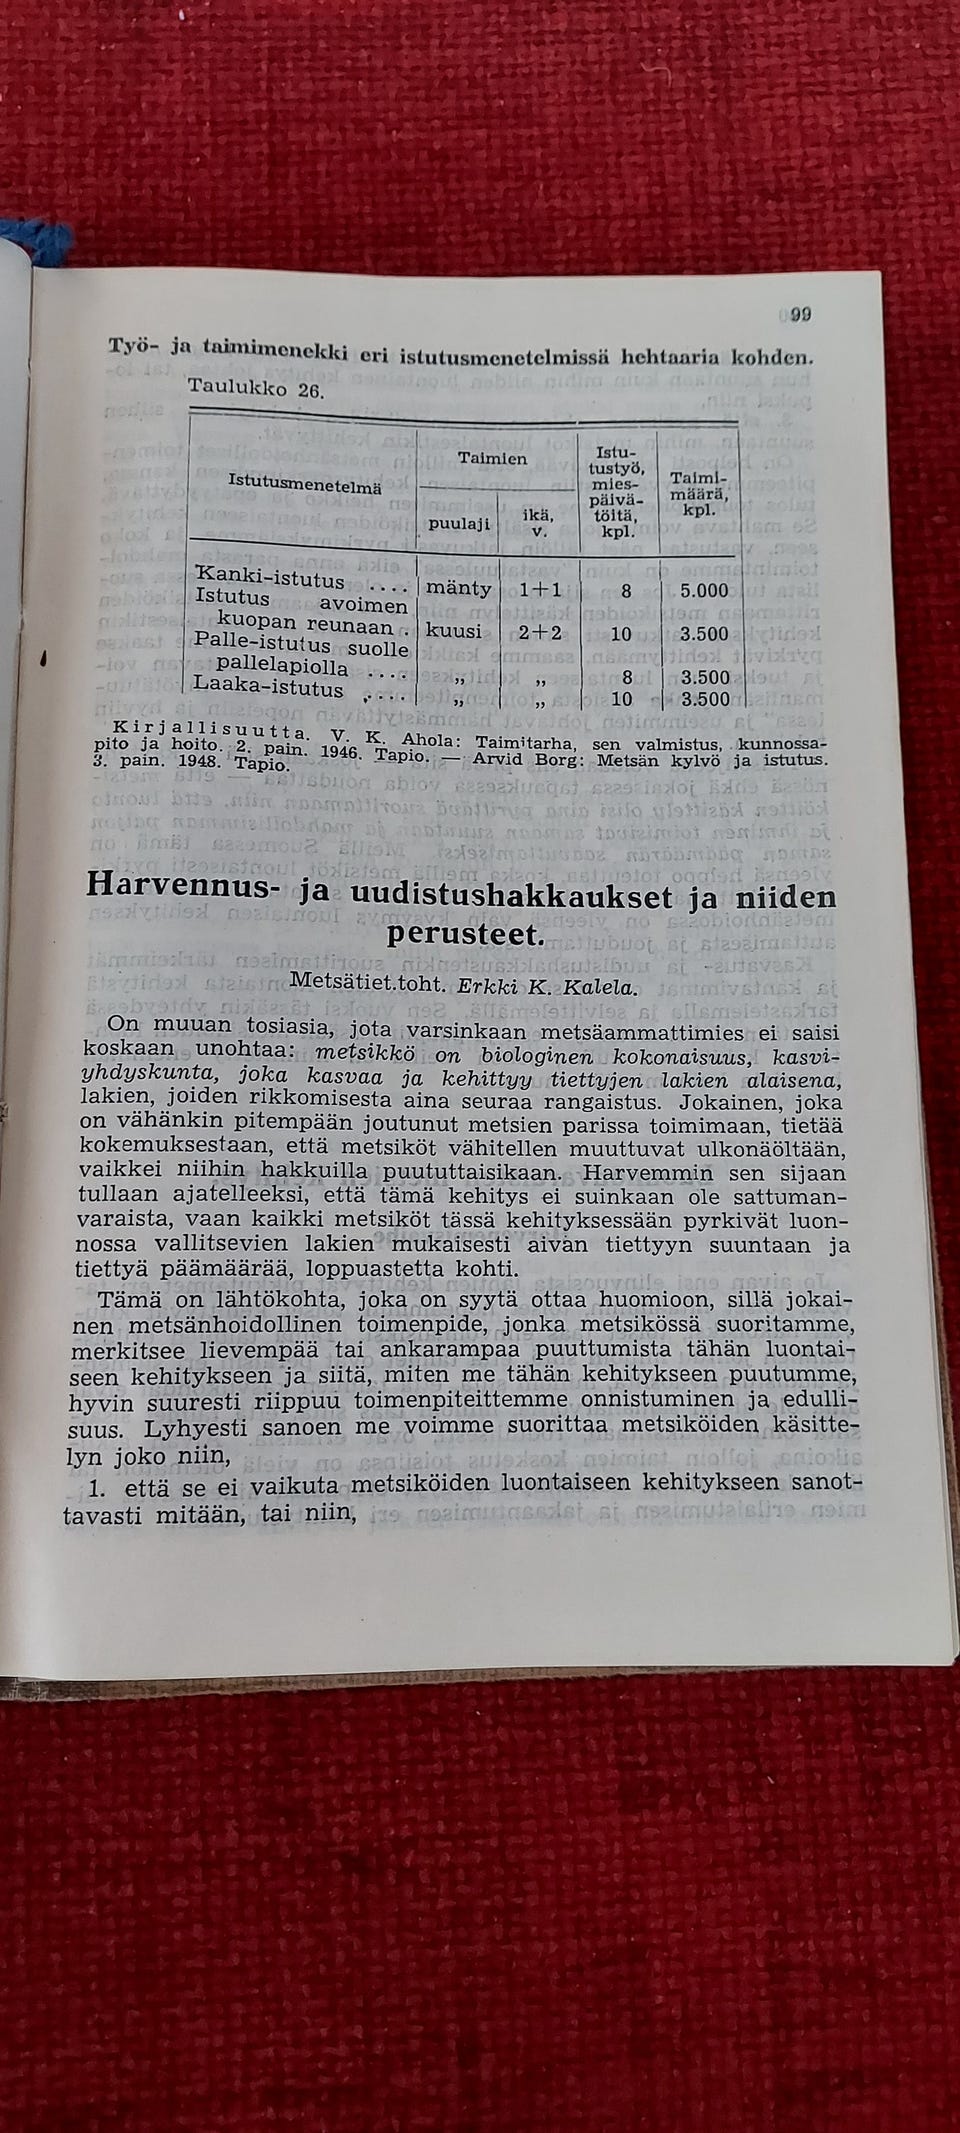 99
Työ- ja taimimenekki eri istutusmenetelmissä hehtaaria kohden.
Taulukko 26.
Istutusmenetelmä
Taimien
puulaji
ikä,
v.
Istu-
tustyö,
mies-
päivä-
töitä,
kpl.
Taimi-
määrä,
kpl.
Kanki-istutus .... mänty 1+1 8 5.000
Istutus avoimen
kuopan reunaan . kuusi 2+2 10 3.500
Palle-istutus suolle
pallelapiolla .... „ „ 8 3.500
Laaka-istutus .... „ „ 10 3.500
Kirjallisuutta. V. K. Ahola: Taimitarha, sen valmistus, kunnossa-
pito ja hoito. 2. pain. 1946. Tapio. — Arvid Borg: Metsän kylvö ja istutus.
3. pain. 1948. Tapio.
Harvennus- ja uudistushakkaukset ja niiden
perusteet.
Metsätiet.toht. Erkki K. Kalela.
On muuan tosiasia, jota varsinkaan metsäammattimies ei saisi
koskaan unohtaa: metsikkö on biologinen kokonaisuus, kasvi-
yhdyskunta, joka kasvaa ja kehittyy tiettyjen lakien alaisena,
lakien, joiden rikkomisesta aina seuraa rangaistus. Jokainen, joka
on vähänkin pitempään joutunut metsien parissa toimimaan, tietää
kokemuksestaan, että metsiköt vähitellen muuttuvat ulkonäöltään,
vaikkei niihin hakkuilla puututtaisikaan. Harvemmin sen sijaan
tullaan ajatelleeksi, että tämä kehitys ei suinkaan ole sattuman-
varaista, vaan kaikki metsiköt tässä kehityksessään pyrkivät luon-
nossa vallitsevien lakien mukaisesti aivan tiettyyn suuntaan ja
tiettyä päämäärää, loppuastetta kohti.
Tämä on lähtökohta, joka on syytä ottaa huomioon, sillä jokai-
nen metsänhoidollinen toimenpide, jonka metsikössä suoritamme,
merkitsee lievempää tai ankarampaa puuttumista tähän luontai-
seen kehitykseen ja siitä, miten me tähän kehitykseen puutumme,
hyvin suuresti riippuu toimenpiteittemme onnistuminen ja edulli-
suus. Lyhyesti sanoen me voimme suorittaa metsiköiden käsitte-
lyn joko niin,
1. että se ei vaikuta metsiköiden luontaiseen kehitykseen sanot-
tavasti mitään, tai niin,